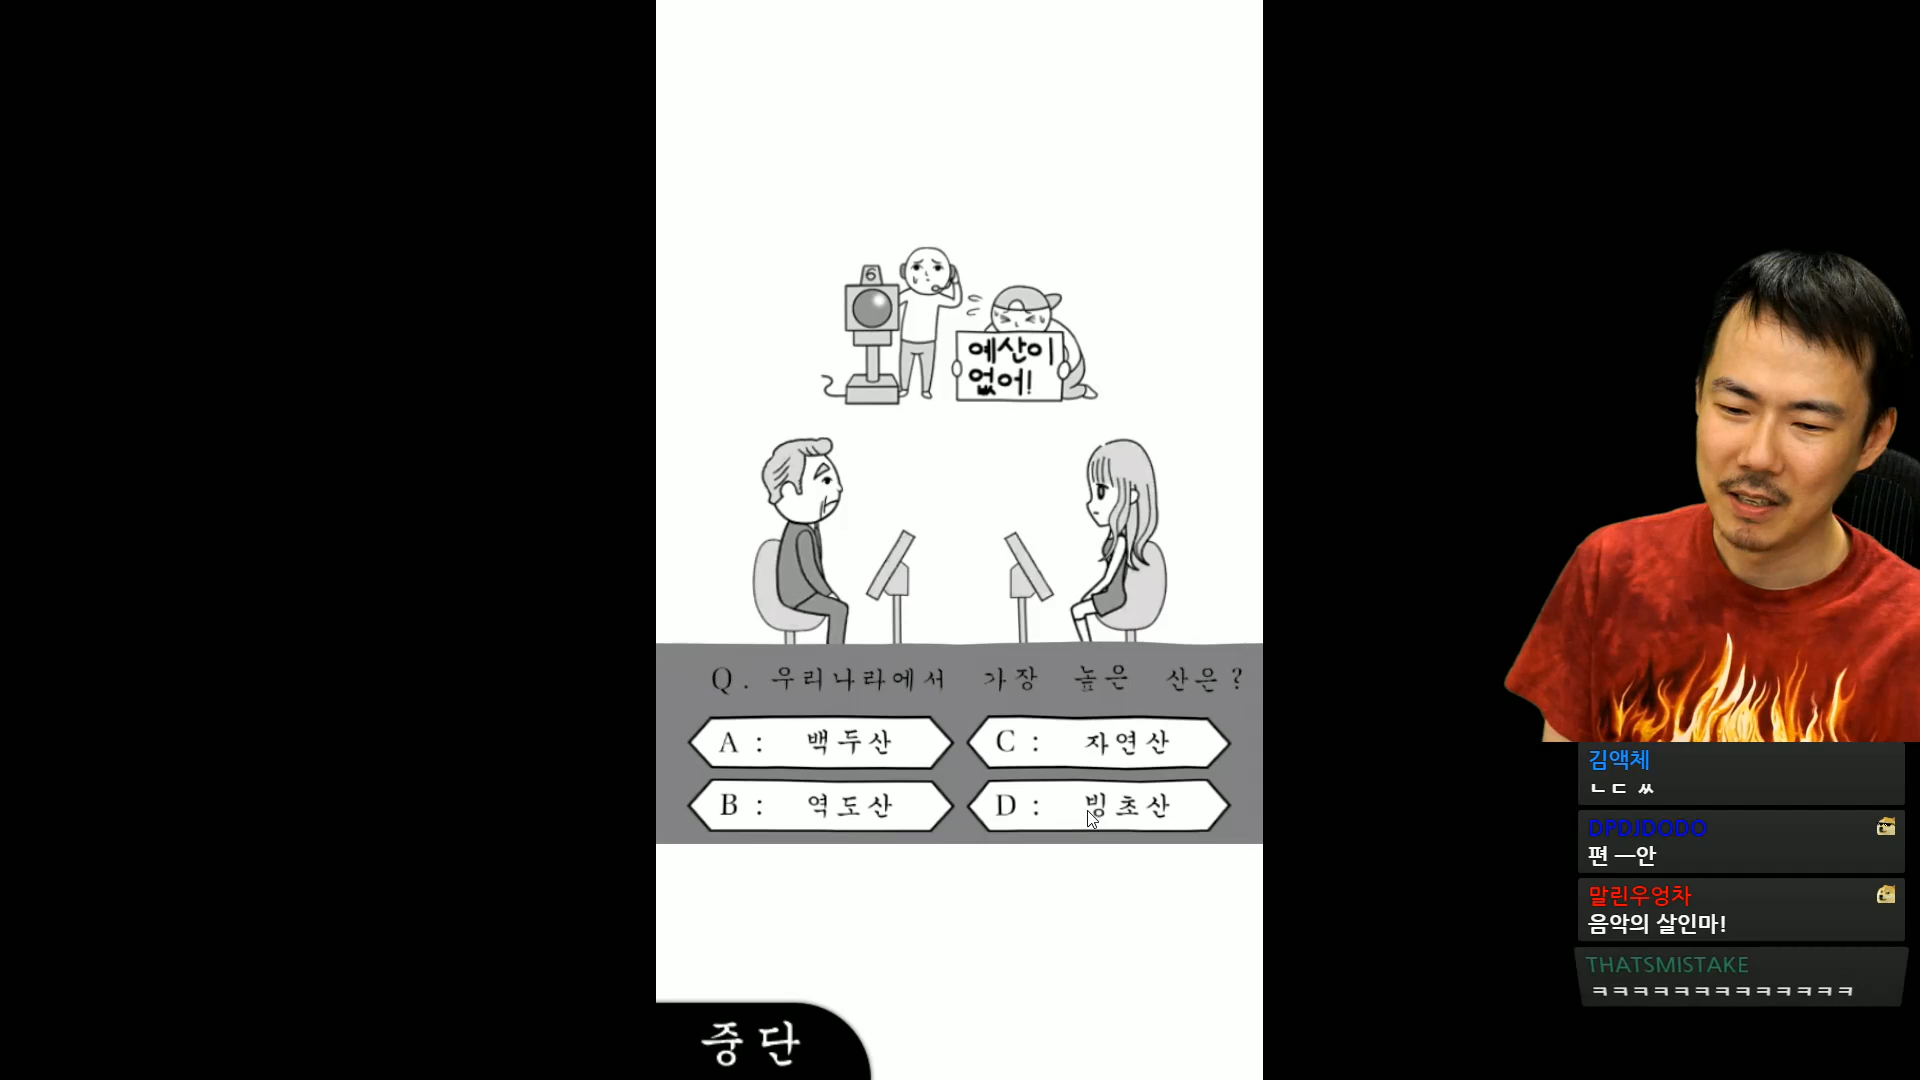 6
예산이
없어!
Q. 우리나라에서 가장 높은 산은?
A : 백두산
C : 자연산
B : 역도산
D : 빙초산
중단
김액체
ㄴㄷ ㅆ
DPDJDODO
편 —안
말린우엉차
음악의 살인마!
THATSMISTAKE
ㅋㅋㅋㅋㅋㅋㅋㅋㅋㅋㅋㅋㅋ